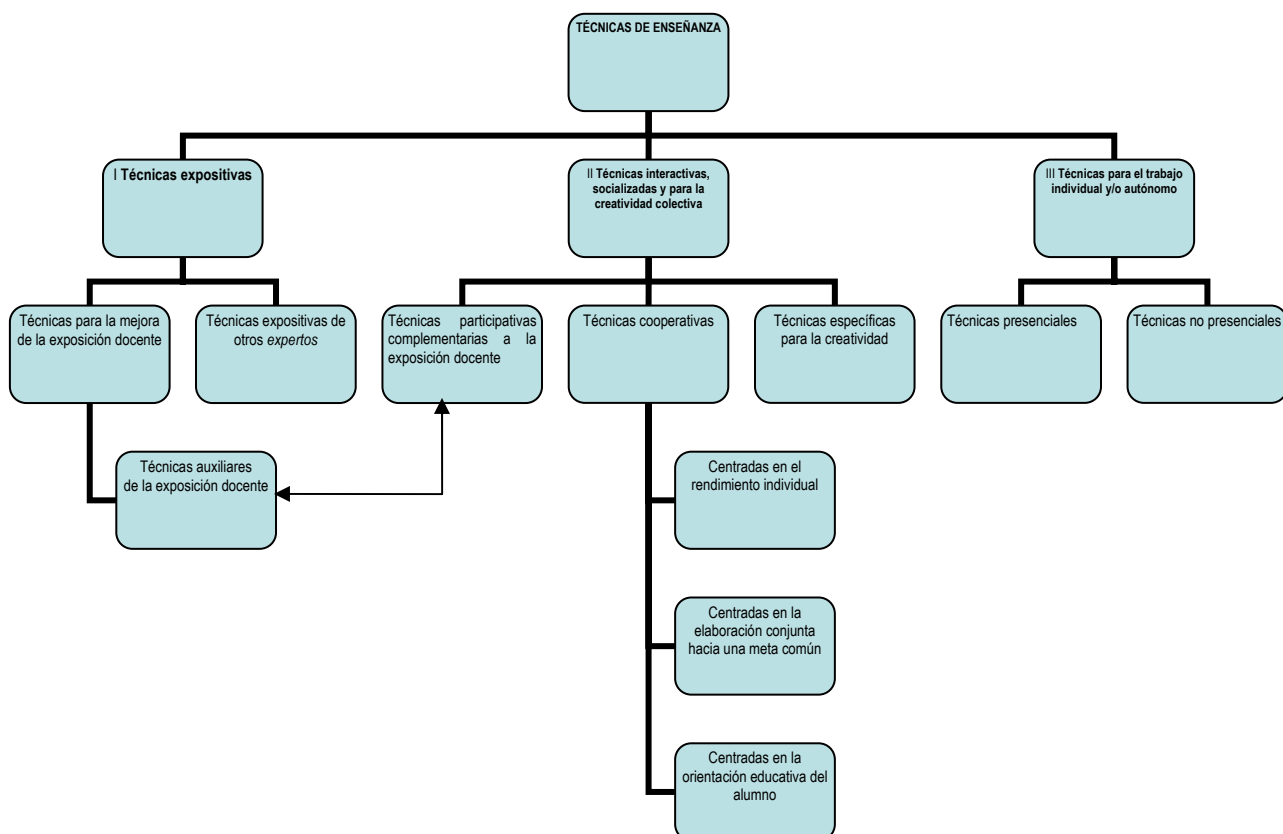 TÉCNICAS DE ENSEÑANZA
I Técnicas expositivas
II Técnicas interactivas,
socializadas y para la
creatividad colectiva
III Técnicas para el trabajo
individual y/o autónomo
Técnicas para la mejora
de la exposición docente
Técnicas expositivas de
otros expertos
Técnicas participativas
complementarias a la
exposición docente
Técnicas cooperativas
Técnicas específicas
para la creatividad
Técnicas presenciales
Técnicas no presenciales
Técnicas auxiliares
de la exposición docente
Centradas en el
rendimiento individual
Centradas en la
elaboración conjunta
hacia una meta común
Centradas en la
orientación educativa del
alumno